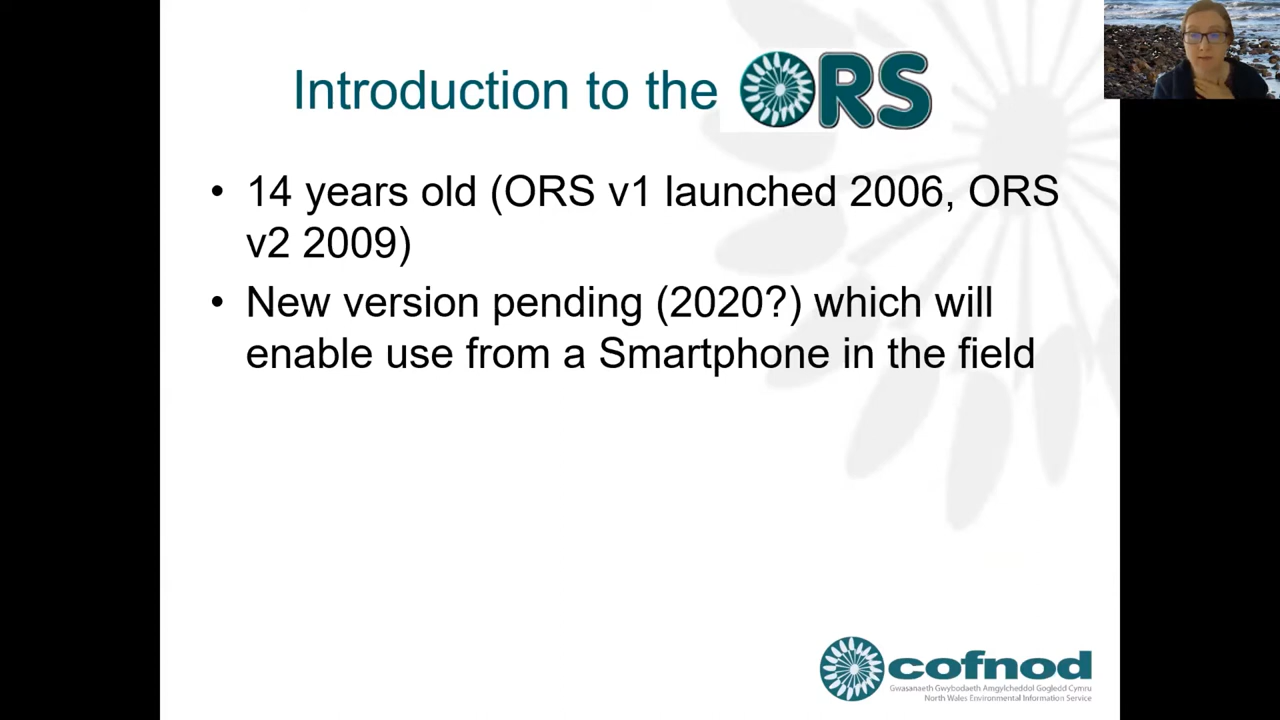 Introduction to the ORS
• 14 years old (ORS v1 launched 2006, ORS
v2 2009)
• New version pending (2020?) which will
enable use from a Smartphone in the field
cofnod
Gwasanaeth Gwybodaeth Amgylcheddol Gogledd Cymru
North Wales Environmental Information Service